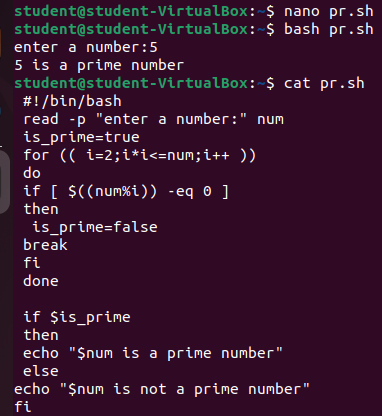 student@student-VirtualBox:~$ nano pr.sh
student@student-VirtualBox:~$ bash pr.sh
enter a number:5
5 is a prime number
student@student-VirtualBox:~$ cat pr.sh
#!/bin/bash
read -p "enter a number:" num
is_prime=true
for (( i=2;i*i<=num;i++ ))
do
if [ $((num%i)) -eq 0 ]
then
is_prime=false
break
fi
done

if $is_prime
then
echo "$num is a prime number"
else
echo "$num is not a prime number"
fi